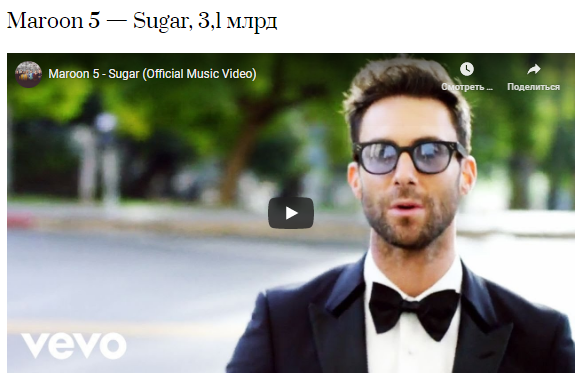 Maroon 5 — Sugar, 3,1 млрд
Maroon 5 - Sugar (Official Music Video)
Смотреть ...
Поделиться
vevo